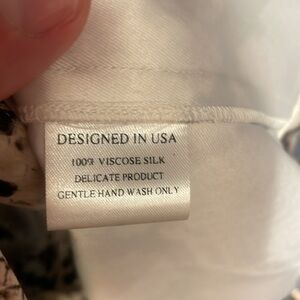 DESIGNED IN USA
100% VISCOSE SILK
DELICATE PRODUCT
GENTLE HAND WASH ONLY